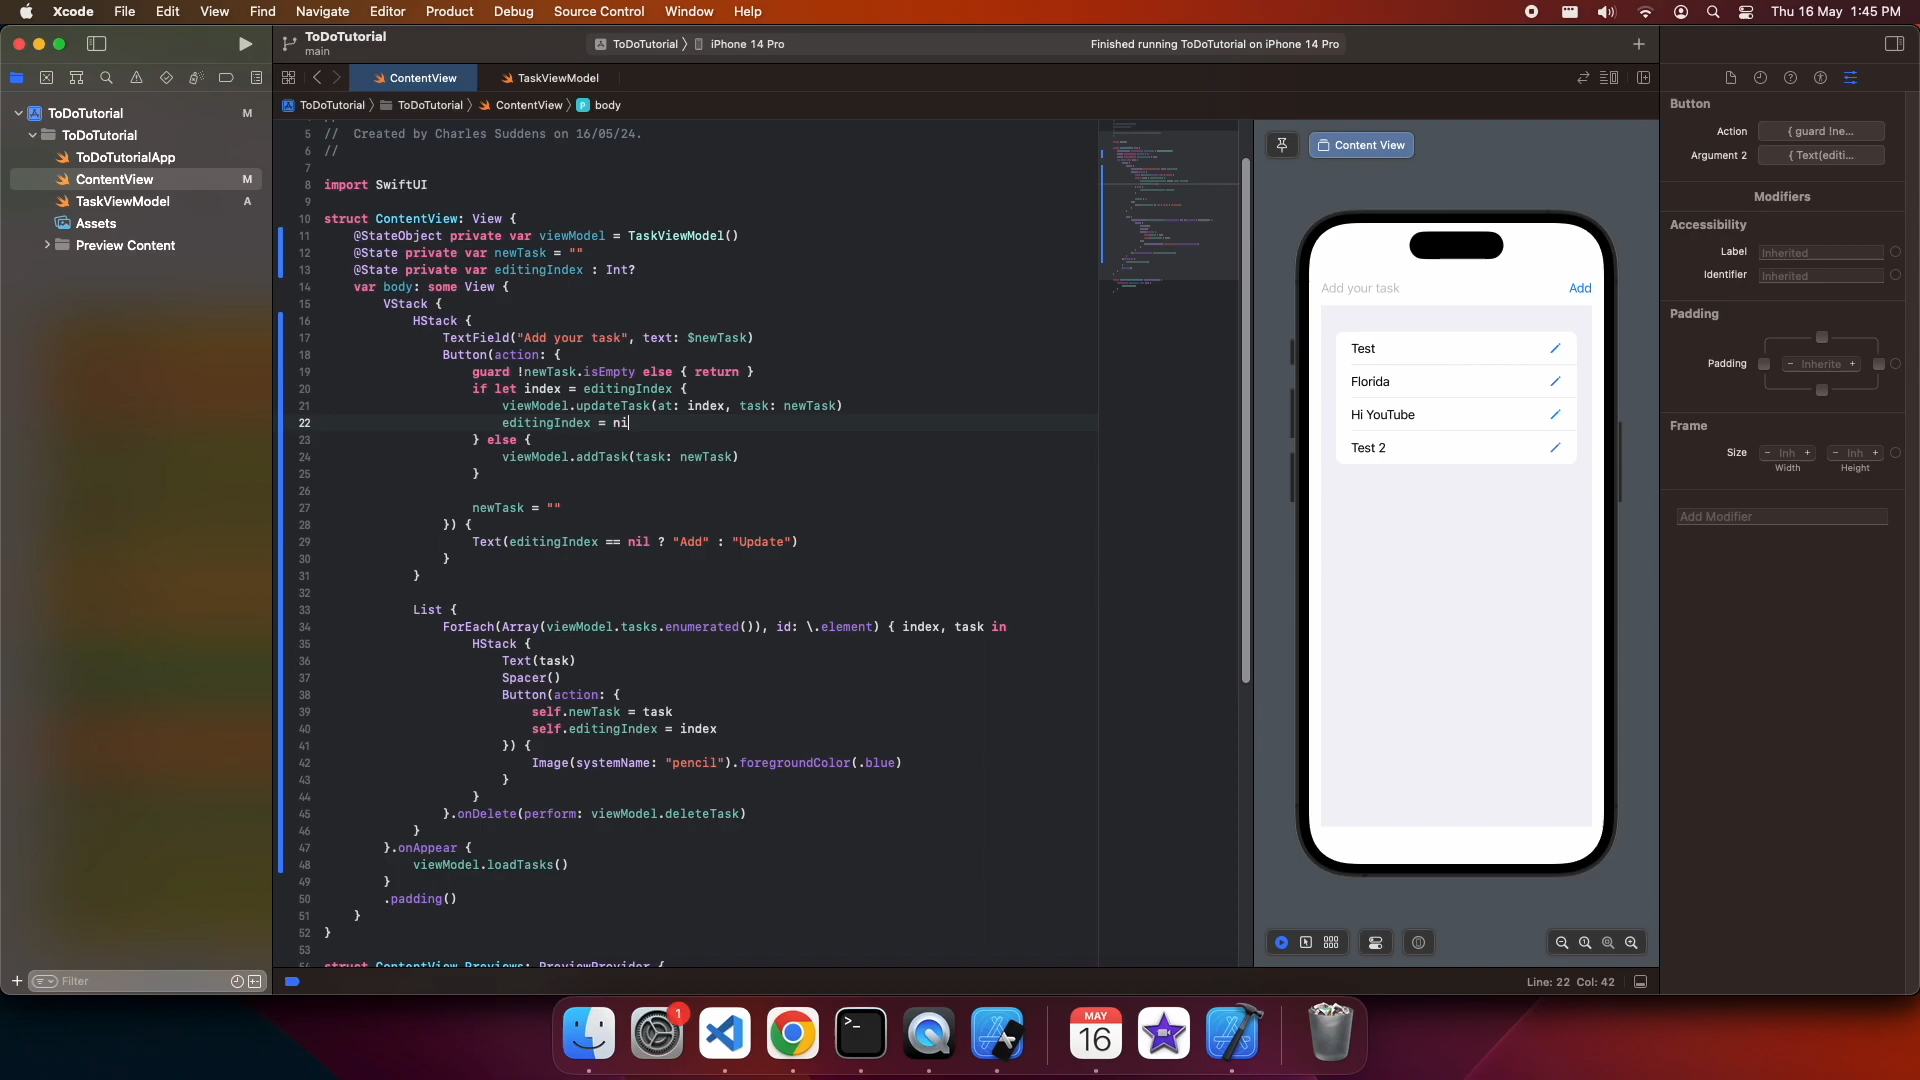 Xcode File Edit View Find Navigate Editor Product Debug Source Control Window Help Thu 16 May 1:45 PM
ToDoTutorial
main
ToDoTutorial iPhone 14 Pro Finished running ToDoTutorial on iPhone 14 Pro
ContentView TaskViewModel
ToDoTutorial ToDoTutorial ContentView body
ToDoTutorial M
ToDoTutorial
ToDoTutorialApp
ContentView M
TaskViewModel A
Assets
Preview Content
Filter
5 // Created by Charles Suddens on 16/05/24.
6 //
7
8 import SwiftUI
9
10 struct ContentView: View {
11 @StateObject private var viewModel = TaskViewModel()
12 @State private var newTask = ""
13 @State private var editingIndex : Int?
14 var body: some View {
15 VStack {
16 HStack {
17 TextField("Add your task", text: $newTask)
18 Button(action: {
19 guard !newTask.isEmpty else { return }
20 if let index = editingIndex {
21 viewModel.updateTask(at: index, task: newTask)
22 editingIndex = ni
23 } else {
24 viewModel.addTask(task: newTask)
25 }
26
27 newTask = ""
28 }) {
29 Text(editingIndex == nil ? "Add" : "Update")
30 }
31 }
32
33 List {
34 ForEach(Array(viewModel.tasks.enumerated()), id: \.element) { index, task in
35 HStack {
36 Text(task)
37 Spacer()
38 Button(action: {
39 self.newTask = task
40 self.editingIndex = index
41 }) {
42 Image(systemName: "pencil").foregroundColor(.blue)
43 }
44 }
45 }.onDelete(perform: viewModel.deleteTask)
46 }
47 }.onAppear {
48 viewModel.loadTasks()
49 }
50 .padding()
51 }
52 }
53
54 struct ContentView_Previews: PreviewProvider {
Content View
Add your task Add
Test
Florida
Hi YouTube
Test 2
Line: 22 Col: 42
Button
Action { guard !ne...
Argument 2 { Text(editi...
Modifiers
Accessibility
Label Inherited
Identifier Inherited
Padding
Padding − Inherite +
Frame
Size − Inh + − Inh +
Width Height
Add Modifier
1
MAY
16